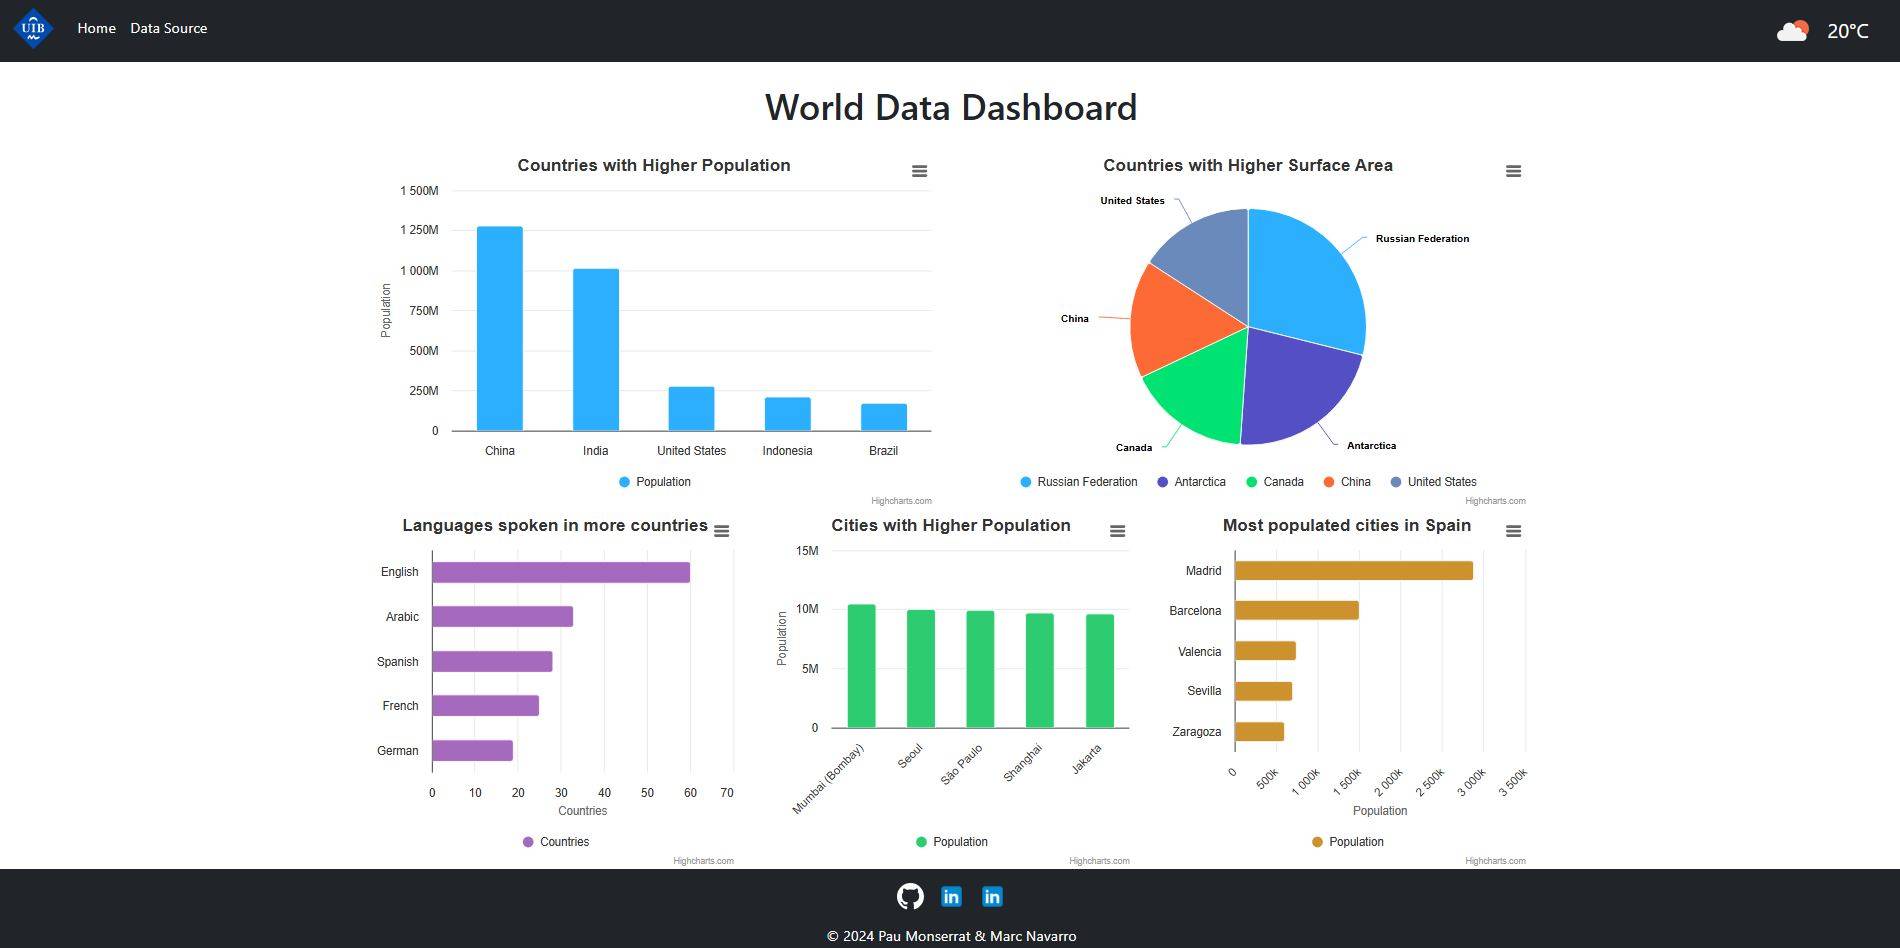 UIB
Home Data Source
20°C
World Data Dashboard
Countries with Higher Population
1 500M
1 250M
1 000M
750M
500M
250M
0
Population
China India United States Indonesia Brazil
Population
Highcharts.com
Countries with Higher Surface Area
United States
Russian Federation
China
Canada
Antarctica
Russian Federation Antarctica Canada China United States
Highcharts.com
Languages spoken in more countries
English
Arabic
Spanish
French
German
0 10 20 30 40 50 60 70
Countries
Countries
Highcharts.com
Cities with Higher Population
15M
10M
5M
0
Population
Mumbai (Bombay) Seoul São Paulo Shanghai Jakarta
Population
Highcharts.com
Most populated cities in Spain
Madrid
Barcelona
Valencia
Sevilla
Zaragoza
0 500k 1 000k 1 500k 2 000k 2 500k 3 000k 3 500k
Population
Population
Highcharts.com
in in
© 2024 Pau Monserrat & Marc Navarro